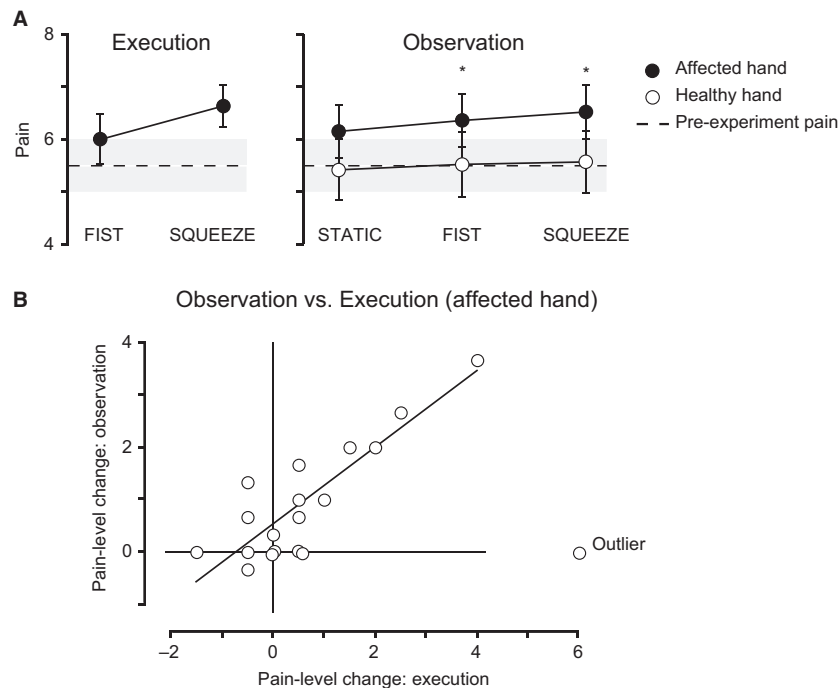 A
Execution
Observation
8
6
4
Pain
FIST
SQUEEZE
*
*
STATIC
FIST
SQUEEZE
Affected hand
Healthy hand
Pre-experiment pain
B
Observation vs. Execution (affected hand)
4
2
0
Pain-level change: observation
Outlier
–2
0
2
4
6
Pain-level change: execution